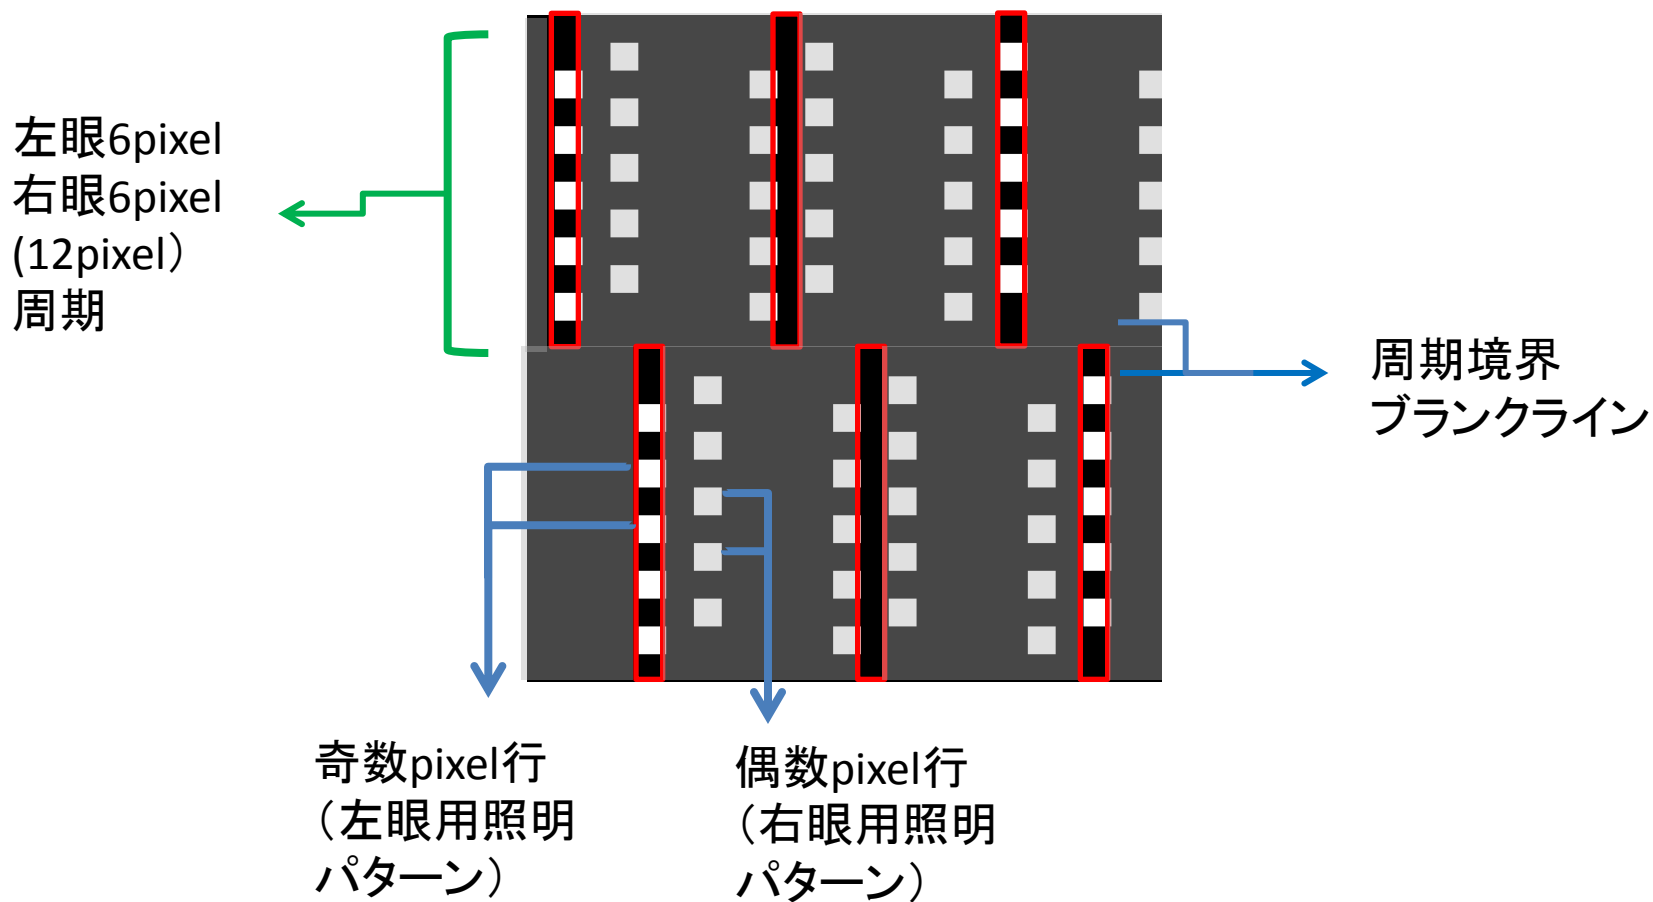 左眼6pixel
右眼6pixel
(12pixel）
周期
周期境界
ブランクライン
奇数pixel行
（左眼用照明
パターン）
偶数pixel行
（右眼用照明
パターン）